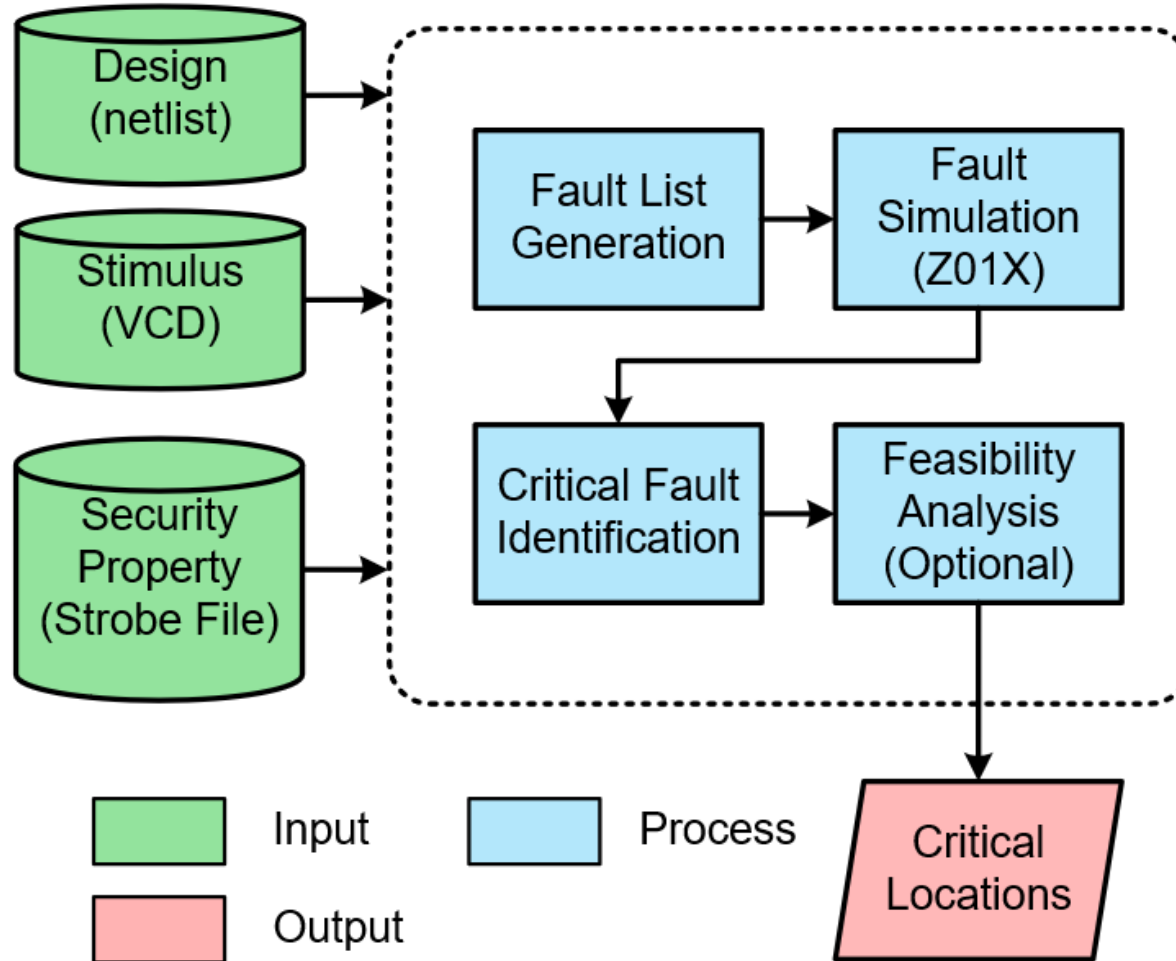 Design
(netlist)
Stimulus
(VCD)
Security
Property
(Strobe File)
Fault List
Generation
Fault
Simulation
(Z01X)
Critical Fault
Identification
Feasibility
Analysis
(Optional)
Critical
Locations
Input
Process
Output